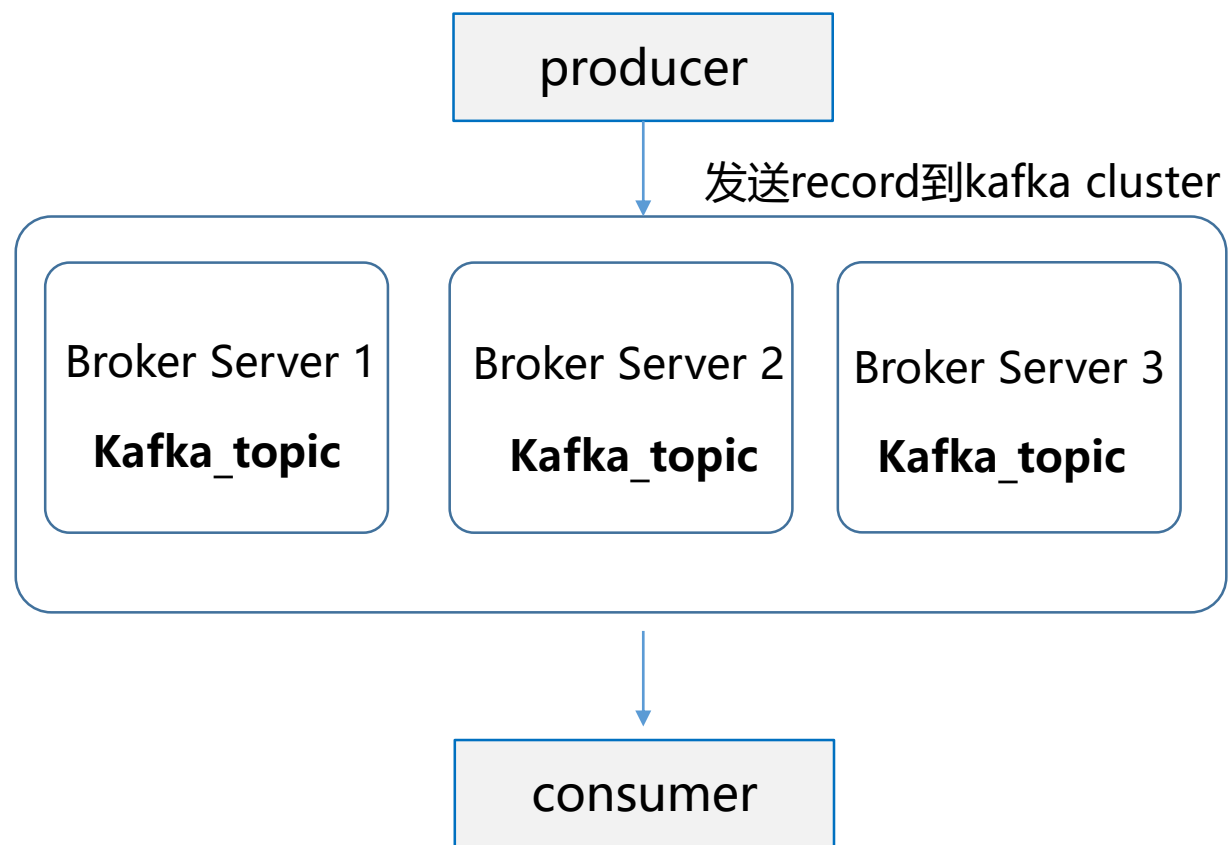 producer
发送record到kafka cluster
Broker Server 1
Kafka_topic
Broker Server 2
Kafka_topic
Broker Server 3
Kafka_topic
consumer